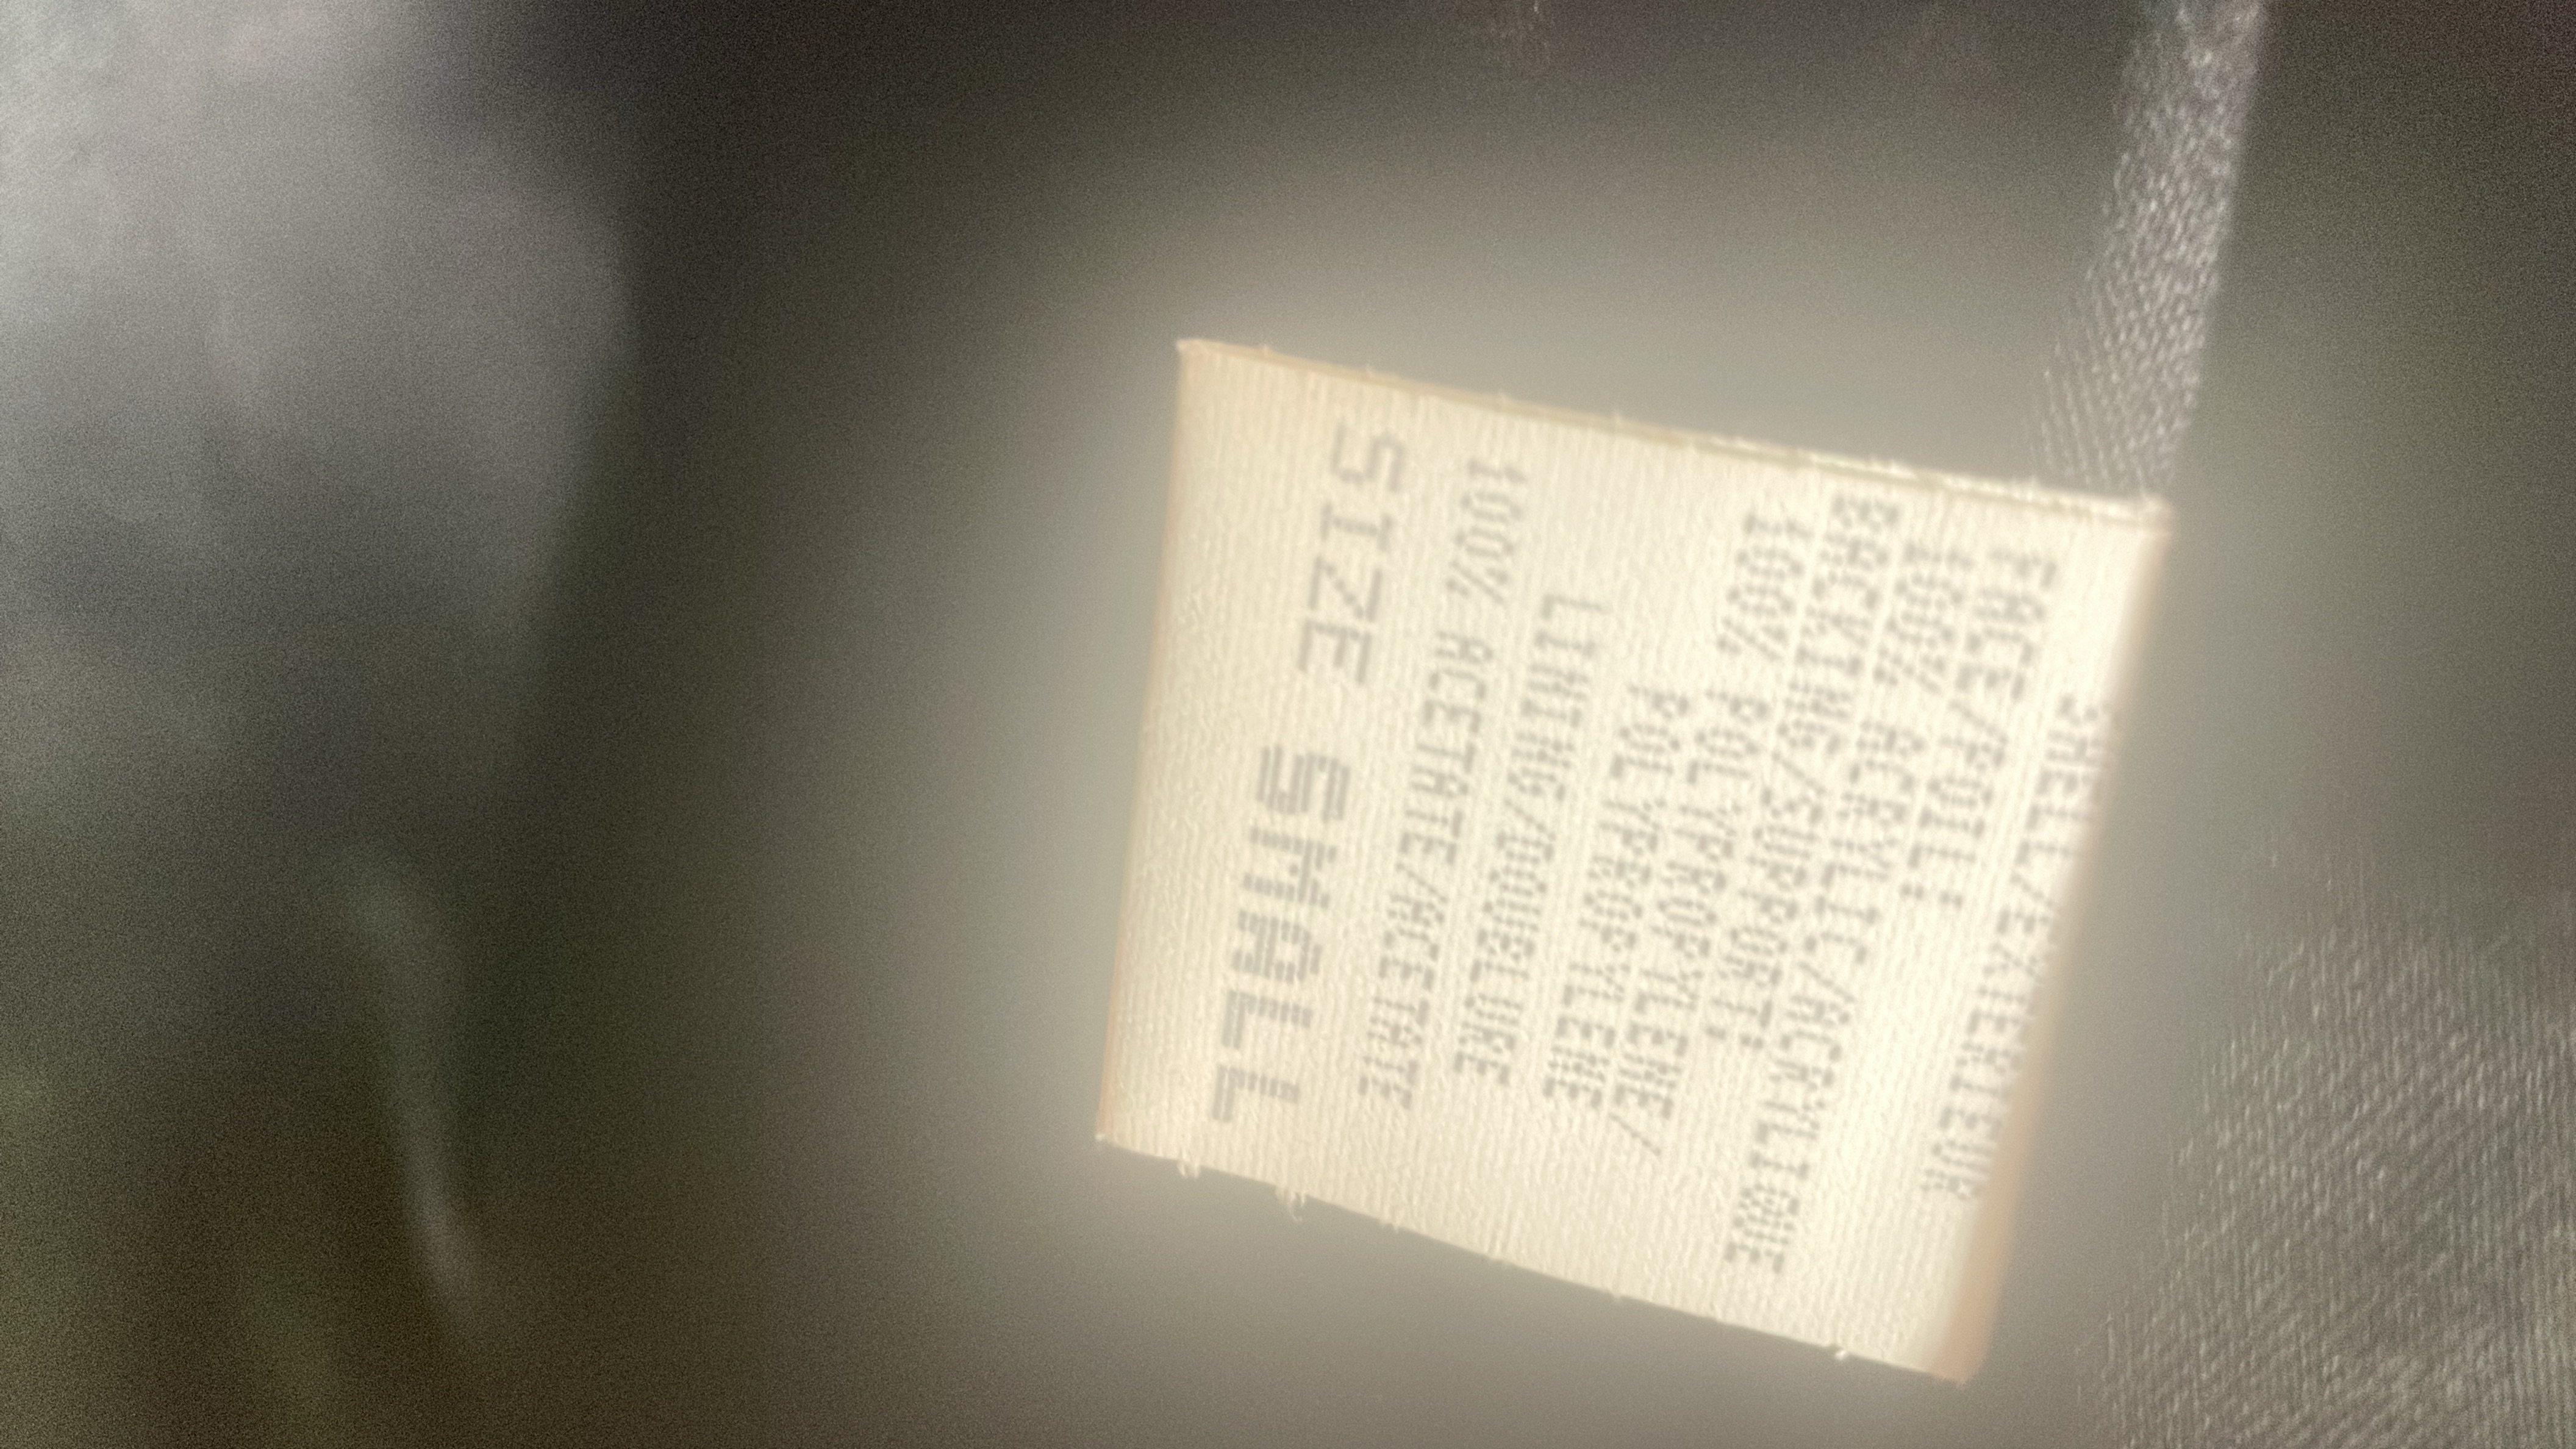 SHELL/EXTERIEUR
FACE/POIL:
100% ACRYLIC/ACRYLIQUE
BACKING/SUPPORT:
100% POLYPROPYLENE/
POLYPROPYLENE
LINING/DOUBLURE
100% ACETATE/ACETATE
SIZE SMALL